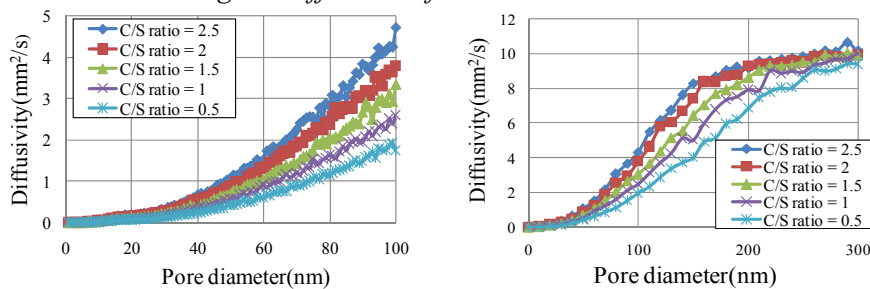 C/S ratio = 2.5
C/S ratio = 2
C/S ratio = 1.5
C/S ratio = 1
C/S ratio = 0.5
Diffusivity(mm²/s)
5
4
3
2
1
0
0 20 40 60 80 100
Pore diameter(nm)
Diffusivity(mm²/s)
12
10
8
6
4
2
0
0 100 200 300
C/S ratio = 2.5
C/S ratio = 2
C/S ratio = 1.5
C/S ratio = 1
C/S ratio = 0.5
Pore diameter(nm)